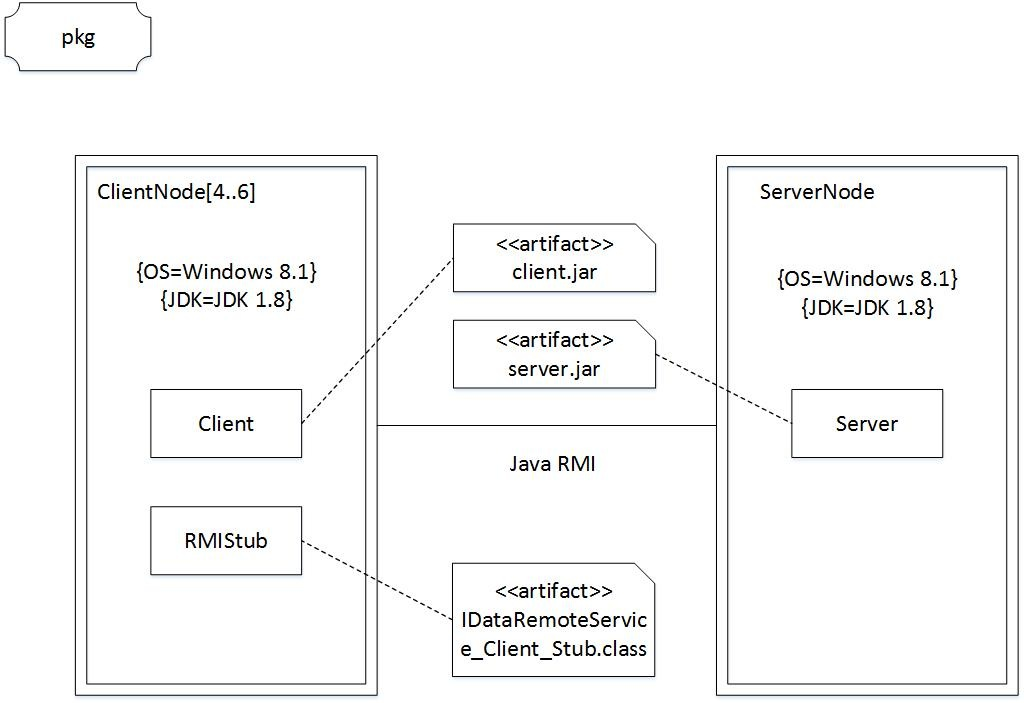 pkg
ClientNode[4..6]
{OS=Windows 8.1}
{JDK=JDK 1.8}
Client
RMIStub
<<artifact>>
client.jar
<<artifact>>
server.jar
Java RMI
<<artifact>>
IDataRemoteServic
e_Client_Stub.class
ServerNode
{OS=Windows 8.1}
{JDK=JDK 1.8}
Server